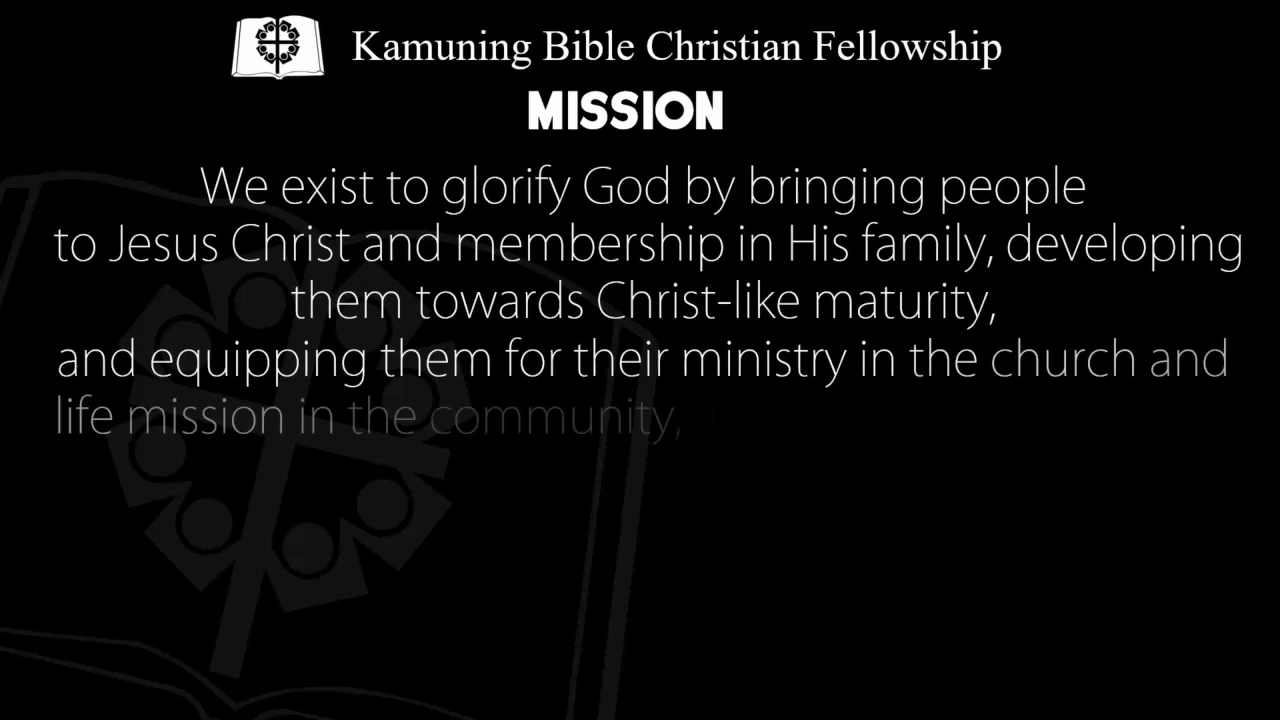 Kamuning Bible Christian Fellowship
MISSION
We exist to glorify God by bringing people
to Jesus Christ and membership in His family, developing
them towards Christ-like maturity,
and equipping them for their ministry in the church and
life mission in the community,